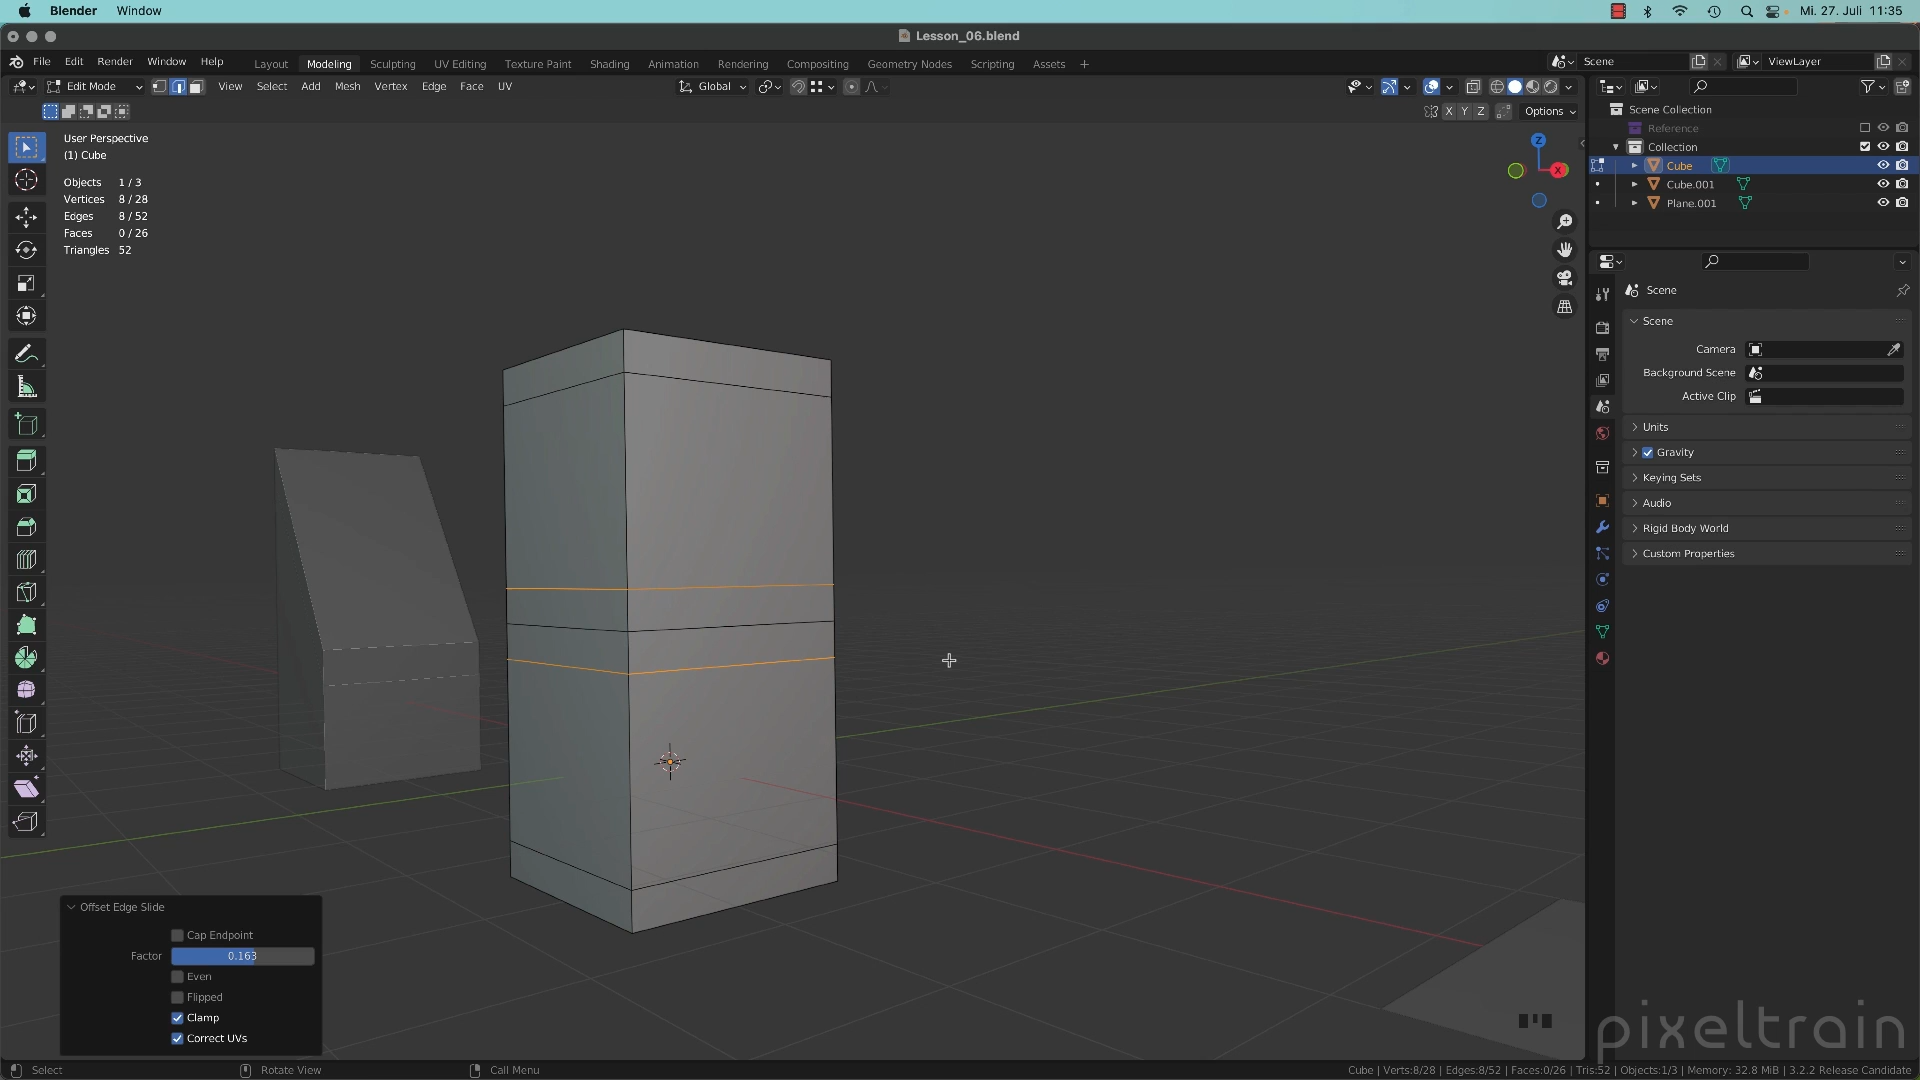 Blender Window Mi. 27. Juli 11:35
Lesson_06.blend
File Edit Render Window Help Layout Modeling Sculpting UV Editing Texture Paint Shading Animation Rendering Compositing Geometry Nodes Scripting Assets + Scene ViewLayer
Edit Mode View Select Add Mesh Vertex Edge Face UV Global
X Y Z Options
User Perspective
(1) Cube
Objects 1 / 3
Vertices 8 / 28
Edges 8 / 52
Faces 0 / 26
Triangles 52
Z
X
Scene Collection
Reference
Collection
Cube
Cube.001
Plane.001
Scene
Scene
Camera
Background Scene
Active Clip
Units
Gravity
Keying Sets
Audio
Rigid Body World
Custom Properties
Offset Edge Slide
Cap Endpoint
Factor 0.163
Even
Flipped
Clamp
Correct UVs
pixeltrain
Select Rotate View Call Menu Cube | Verts:8/28 | Edges:8/52 | Faces:0/26 | Tris:52 | Objects:1/3 | Memory: 32.8 MiB | 3.2.2 Release Candidate